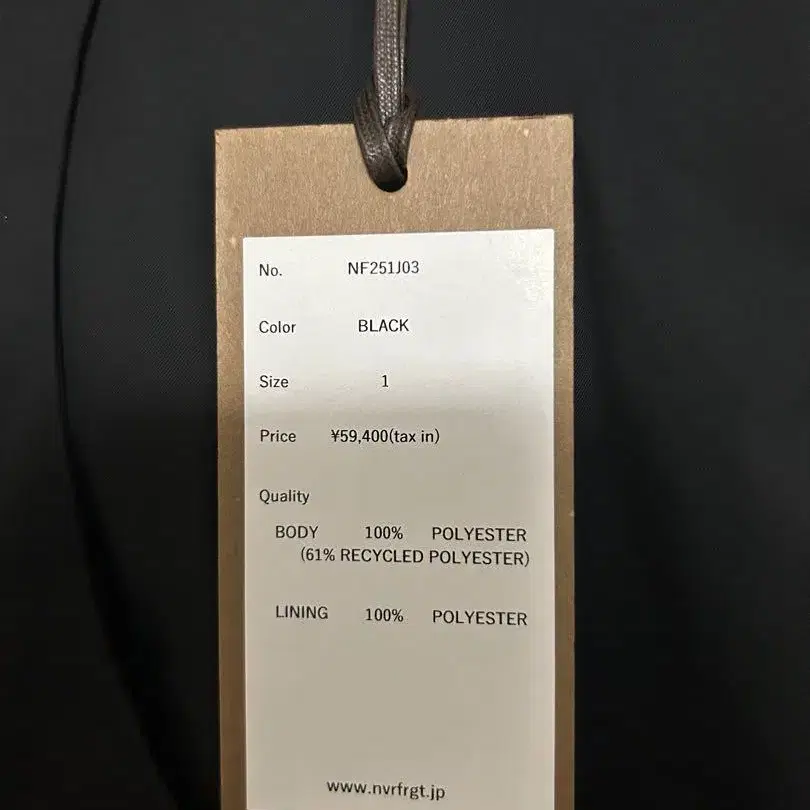 No. NF251J03
Color BLACK
Size 1
Price ¥59,400(tax in)
Quality
BODY 100% POLYESTER
(61% RECYCLED POLYESTER)
LINING 100% POLYESTER
www.nvrfrgt.jp